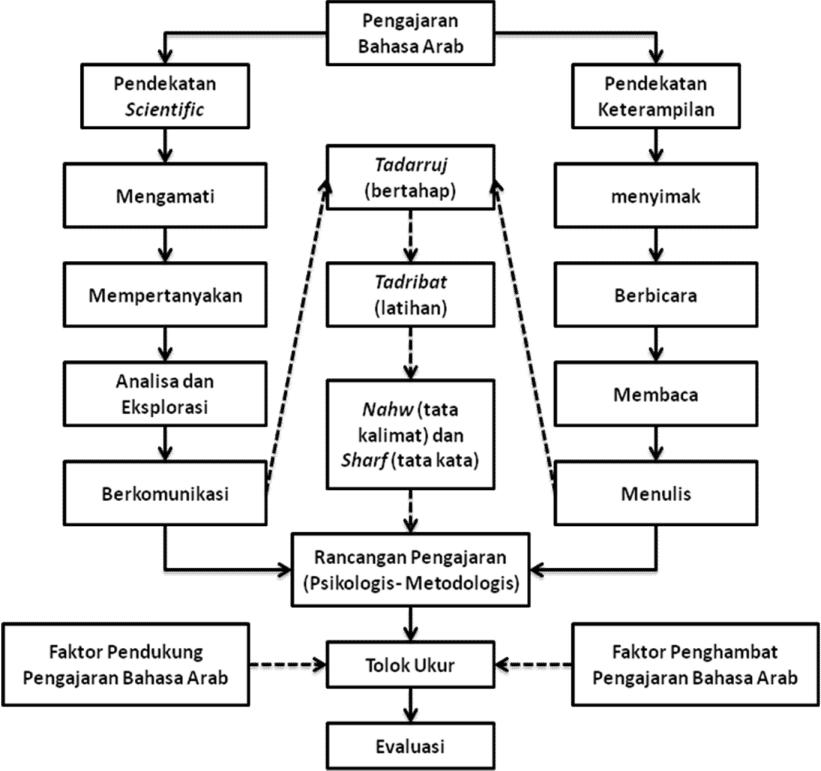 Pengajaran
Bahasa Arab
Pendekatan
Scientific
Pendekatan
Keterampilan
Mengamati
Tadarruj
(bertahap)
menyimak
Mempertanyakan
Tadribat
(latihan)
Berbicara
Analisa dan
Eksplorasi
Nahw (tata
kalimat) dan
Sharf (tata kata)
Membaca
Berkomunikasi
Menulis
Rancangan Pengajaran
(Psikologis- Metodologis)
Faktor Pendukung
Pengajaran Bahasa Arab
Tolok Ukur
Faktor Penghambat
Pengajaran Bahasa Arab
Evaluasi